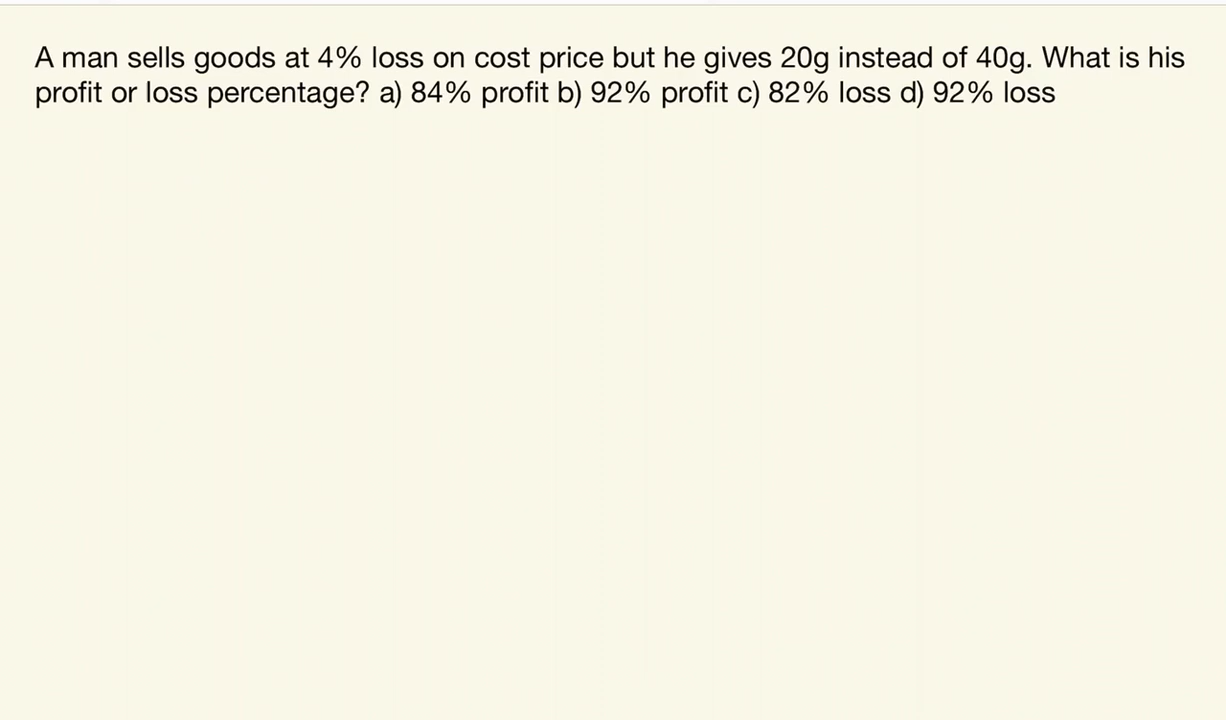 A man sells goods at 4% loss on cost price but he gives 20g instead of 40g. What is his
profit or loss percentage? a) 84% profit b) 92% profit c) 82% loss d) 92% loss